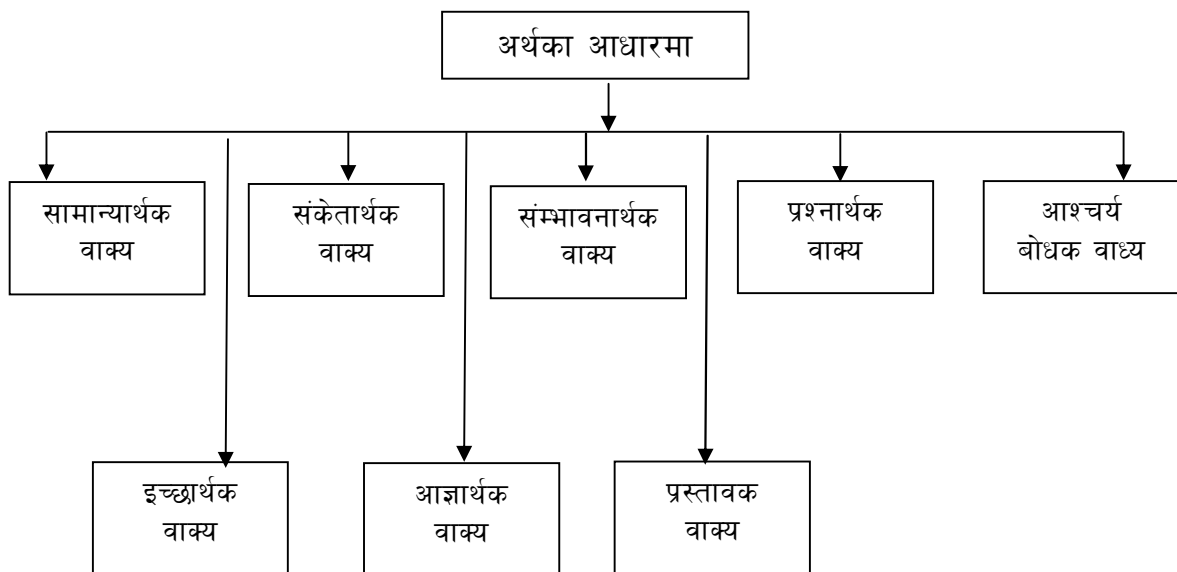 अर्थका आधारमा
सामान्यार्थक
वाक्य
संकेतार्थक
वाक्य
संम्भावनार्थक
वाक्य
प्रश्नार्थक
वाक्य
आश्चर्य
बोधक वाध्य
इच्छार्थक
वाक्य
आज्ञार्थक
वाक्य
प्रस्तावक
वाक्य